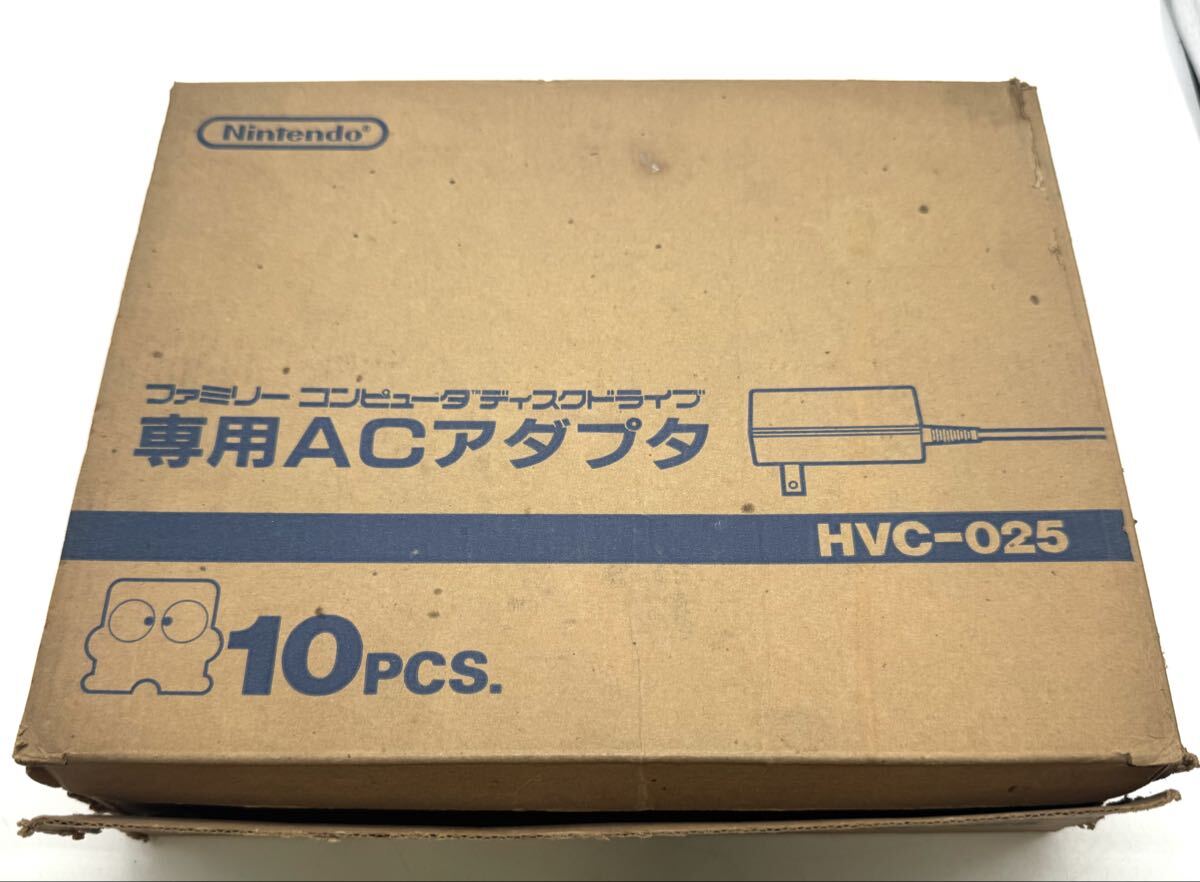 Nintendo®
ファミリー コンピュータ ディスクドライブ
専用ACアダプタ
HVC-025
10PCS.